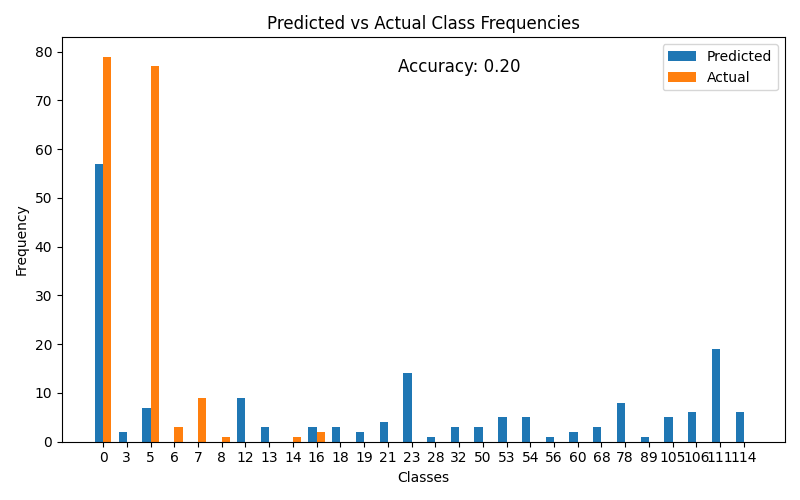 Predicted vs Actual Class Frequencies
Accuracy: 0.20
Predicted
Actual
Frequency
80
70
60
50
40
30
20
10
0
0 3 5 6 7 8 12 13 14 16 18 19 21 23 28 32 50 53 54 56 60 68 78 89 105 106 111 114
Classes